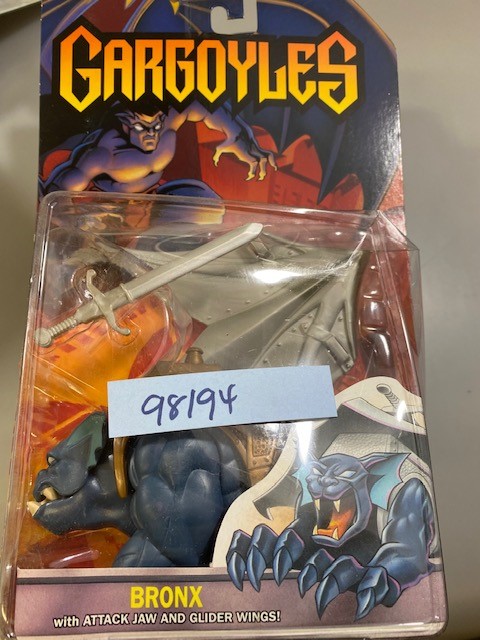 GARGOYLES
98194
BRONX
with ATTACK JAW AND GLIDER WINGS!